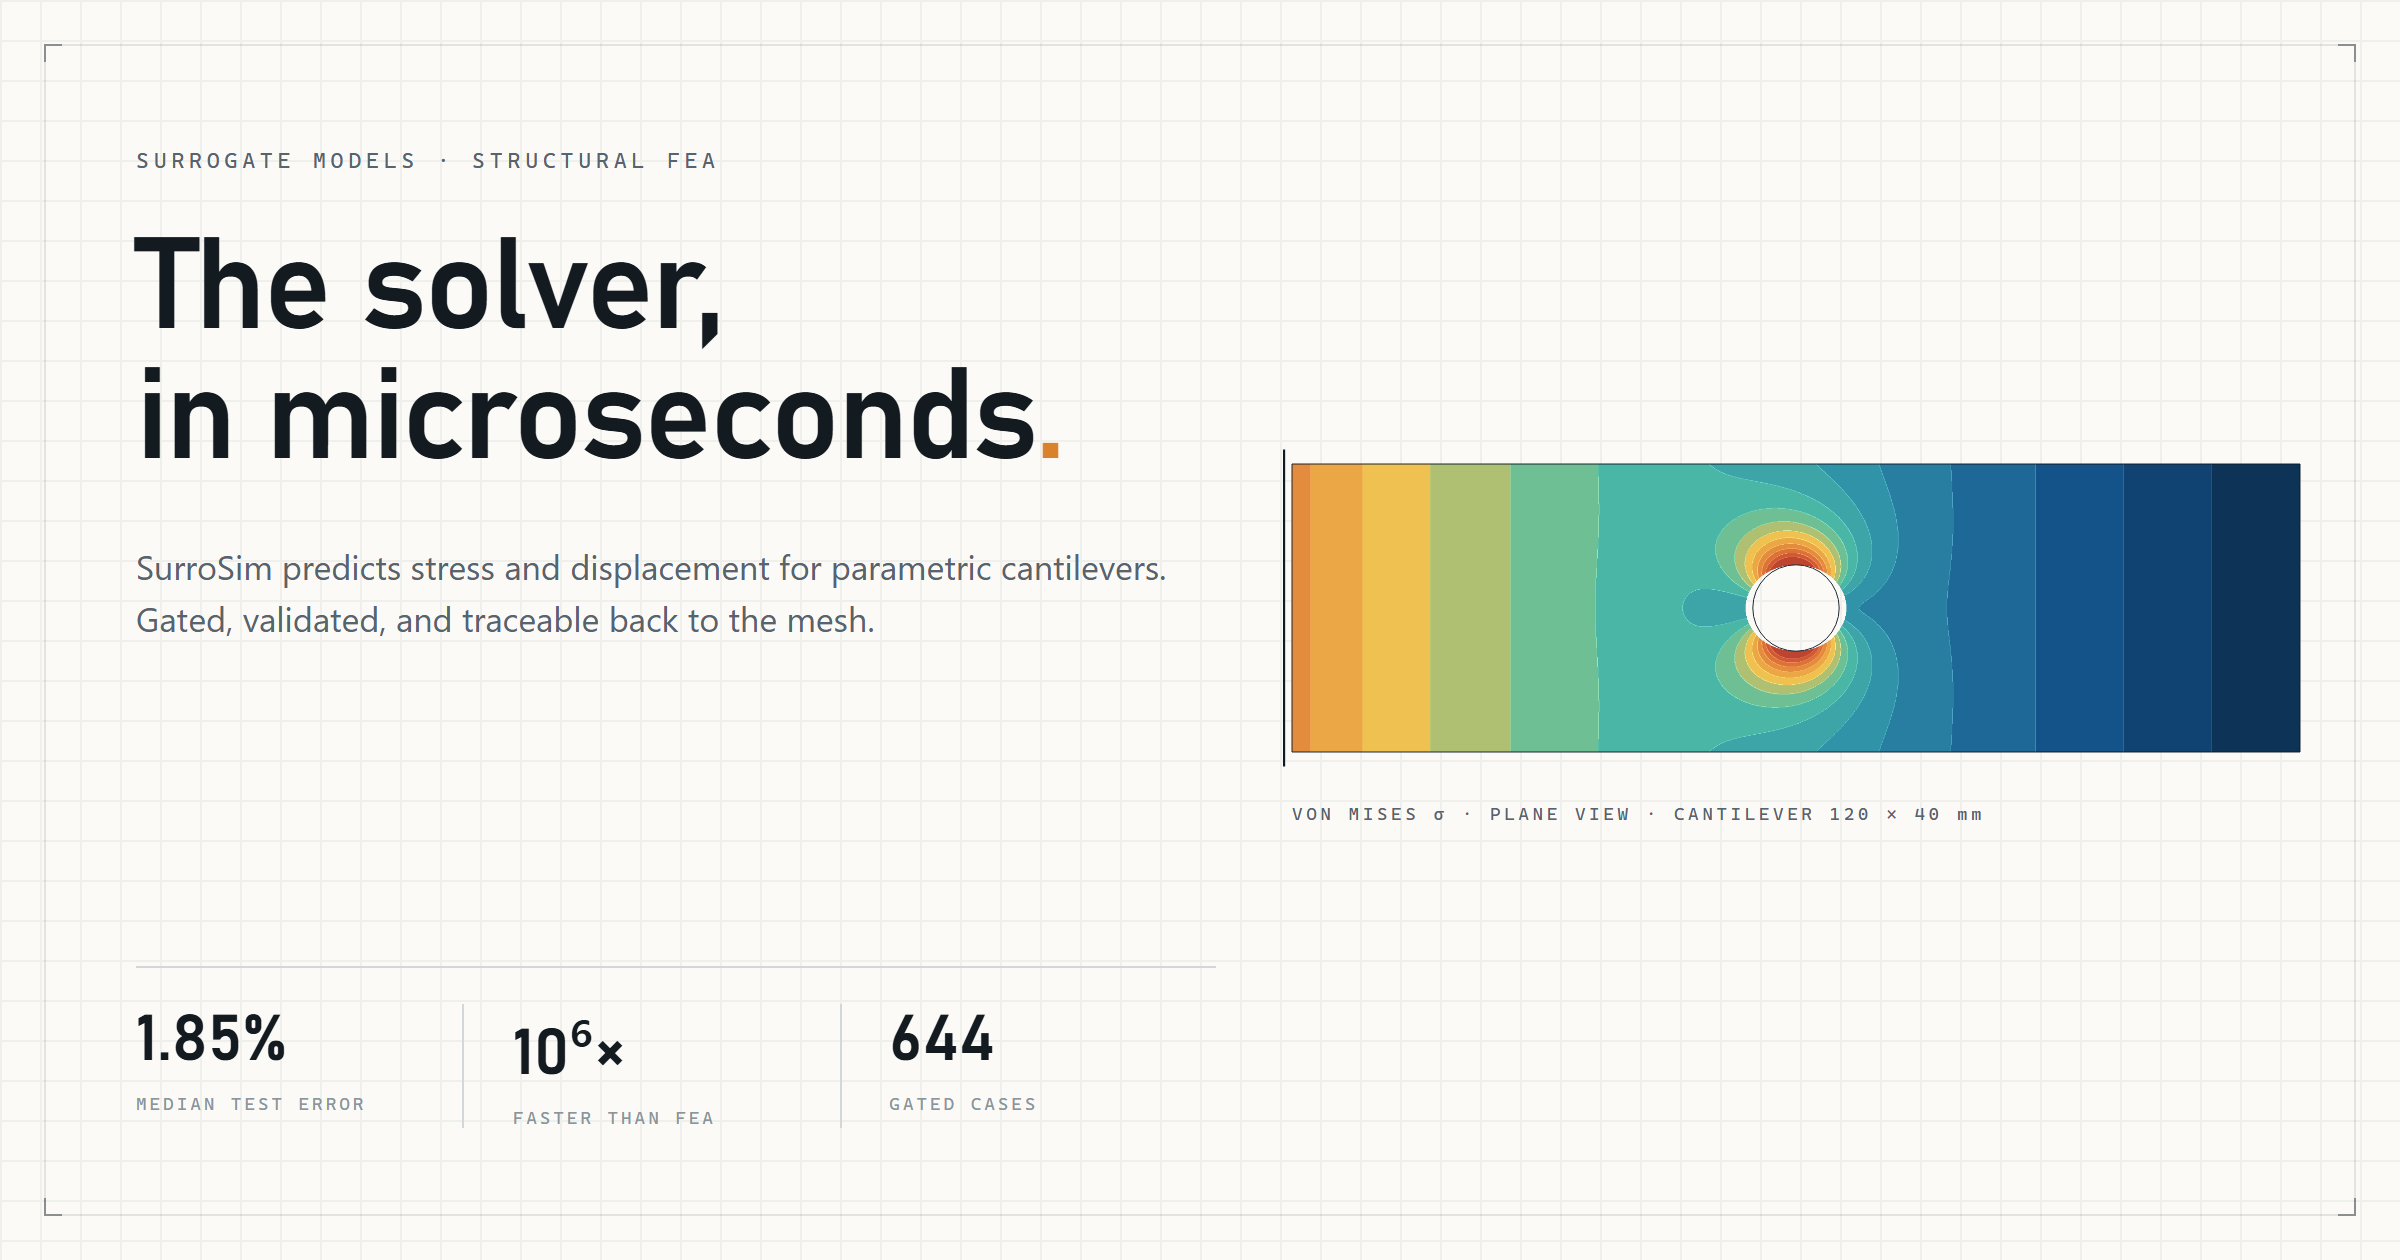 SURROGATE MODELS · STRUCTURAL FEA
The solver,
in microseconds.
SurroSim predicts stress and displacement for parametric cantilevers.
Gated, validated, and traceable back to the mesh.
VON MISES σ · PLANE VIEW · CANTILEVER 120 × 40 mm
1.85%
MEDIAN TEST ERROR
10⁶×
FASTER THAN FEA
644
GATED CASES